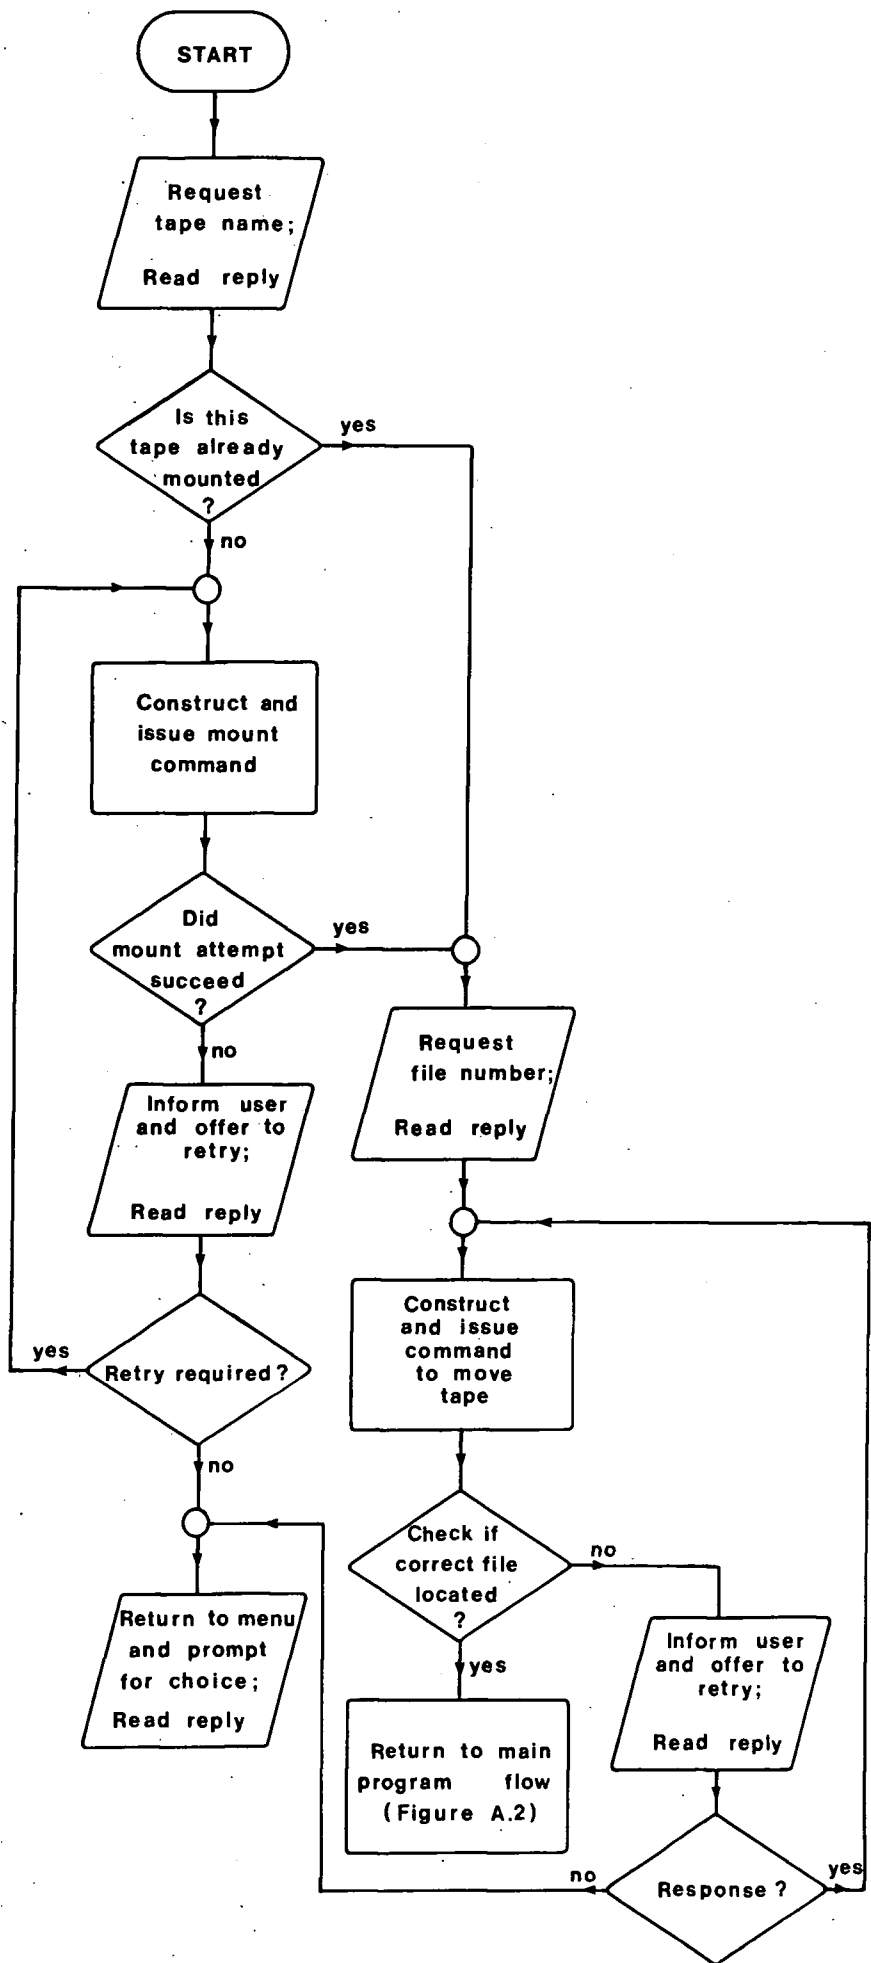 START
Request
tape name;
Read reply
Is this
tape already
mounted
?
yes
no
Construct and
issue mount
command
Did
mount attempt
succeed
?
yes
no
Inform user
and offer to
retry;
Read reply
Retry required?
yes
no
Return to menu
and prompt
for choice;
Read reply
Request
file number;
Read reply
Construct
and issue
command
to move
tape
Check if
correct file
located
?
no
yes
Return to main
program flow
(Figure A.2)
Inform user
and offer to
retry;
Read reply
Response?
no
yes